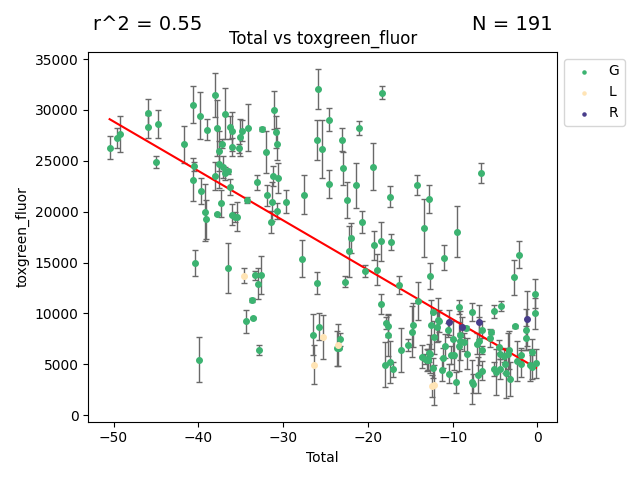 r^2 = 0.55
N = 191
Total vs toxgreen_fluor
35000
30000
25000
20000
15000
10000
5000
0
toxgreen_fluor
−50
−40
−30
−20
−10
0
Total
G
L
R